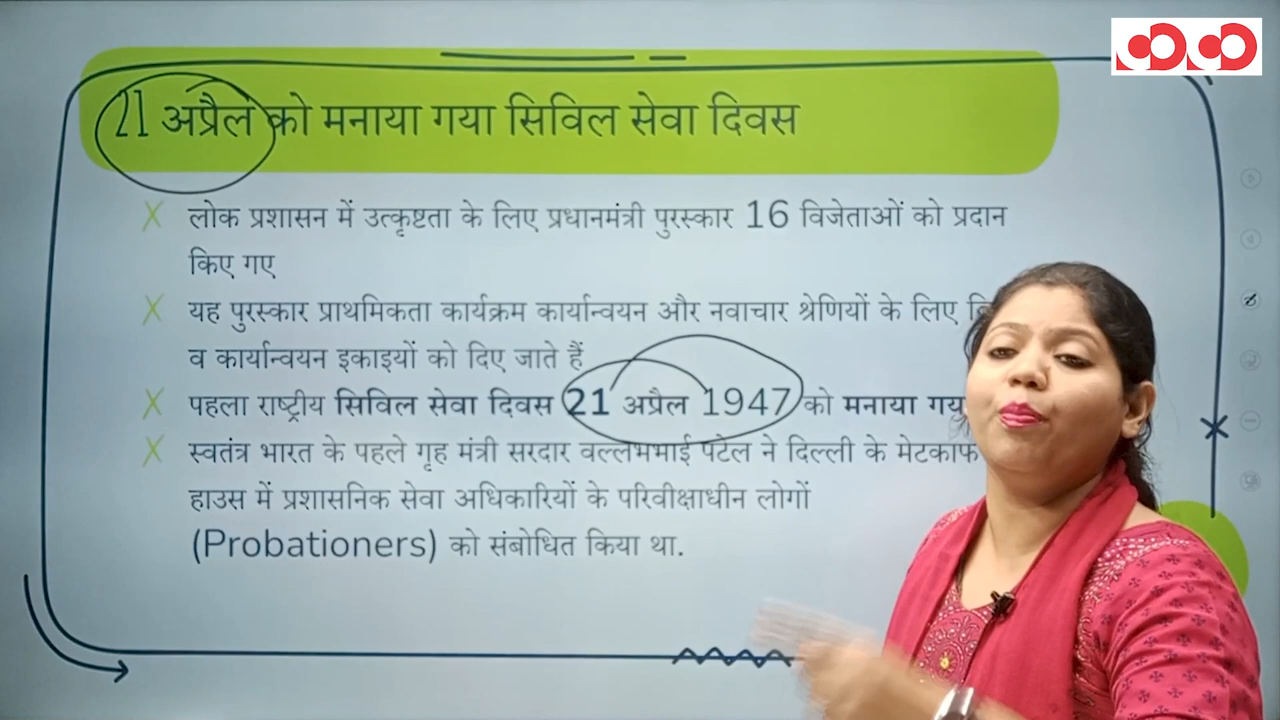 21 अप्रैल को मनाया गया सिविल सेवा दिवस
लोक प्रशासन में उत्कृष्टता के लिए प्रधानमंत्री पुरस्कार 16 विजेताओं को प्रदान
किए गए
यह पुरस्कार प्राथमिकता कार्यक्रम कार्यान्वयन और नवाचार श्रेणियों के लिए
व कार्यान्वयन इकाइयों को दिए जाते हैं
पहला राष्ट्रीय सिविल सेवा दिवस 21 अप्रैल 1947 को मनाया
स्वतंत्र भारत के पहले गृह मंत्री सरदार वल्लभभाई पटेल ने दिल्ली के मेटकाफ
हाउस में प्रशासनिक सेवा अधिकारियों के परिवीक्षाधीन लोगों
(Probationers) को संबोधित किया था.